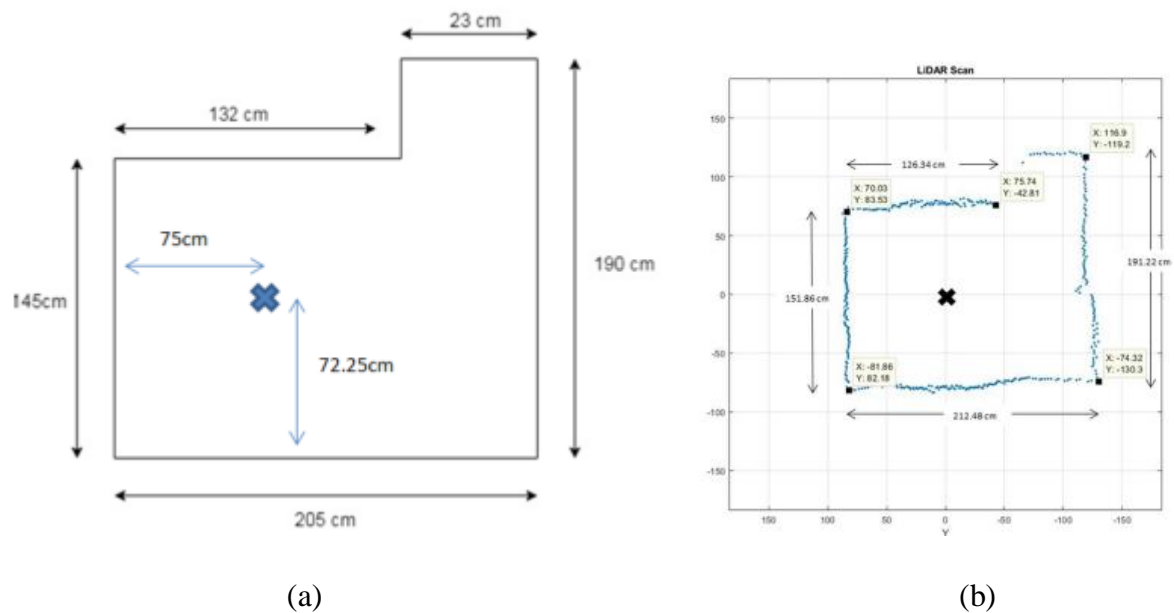 23 cm
132 cm
75cm
190 cm
145cm
72.25cm
205 cm
(a)
LiDAR Scan
150
100
50
0
-50
-100
-150
126.34 cm
X: 116.9
Y: -119.2
X: 70.03
Y: 83.53
X: 75.74
Y: -42.81
151.86 cm
191.22 cm
X: -81.86
Y: 82.18
X: -74.32
Y: -130.3
212.48 cm
150 100 50 0 -50 -100 -150
Y
(b)